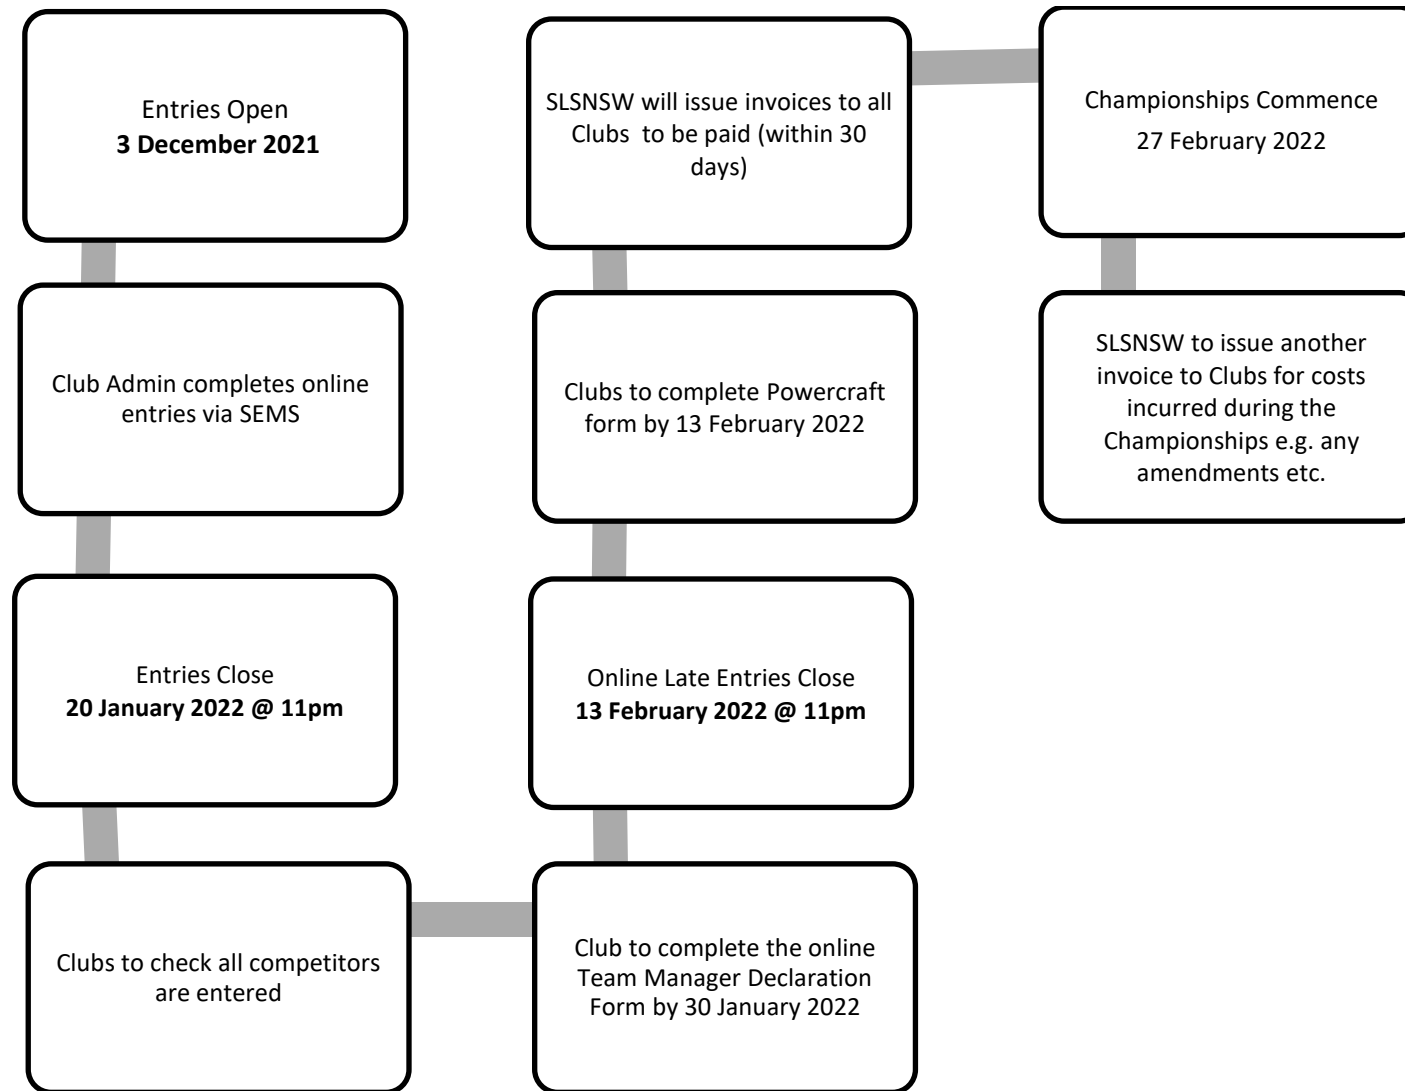 Entries Open
3 December 2021
Club Admin completes online
entries via SEMS
Entries Close
20 January 2022 @ 11pm
Clubs to check all competitors
are entered
Club to complete the online
Team Manager Declaration
Form by 30 January 2022
Online Late Entries Close
13 February 2022 @ 11pm
Clubs to complete Powercraft
form by 13 February 2022
SLSNSW will issue invoices to all
Clubs to be paid (within 30
days)
Championships Commence
27 February 2022
SLSNSW to issue another
invoice to Clubs for costs
incurred during the
Championships e.g. any
amendments etc.